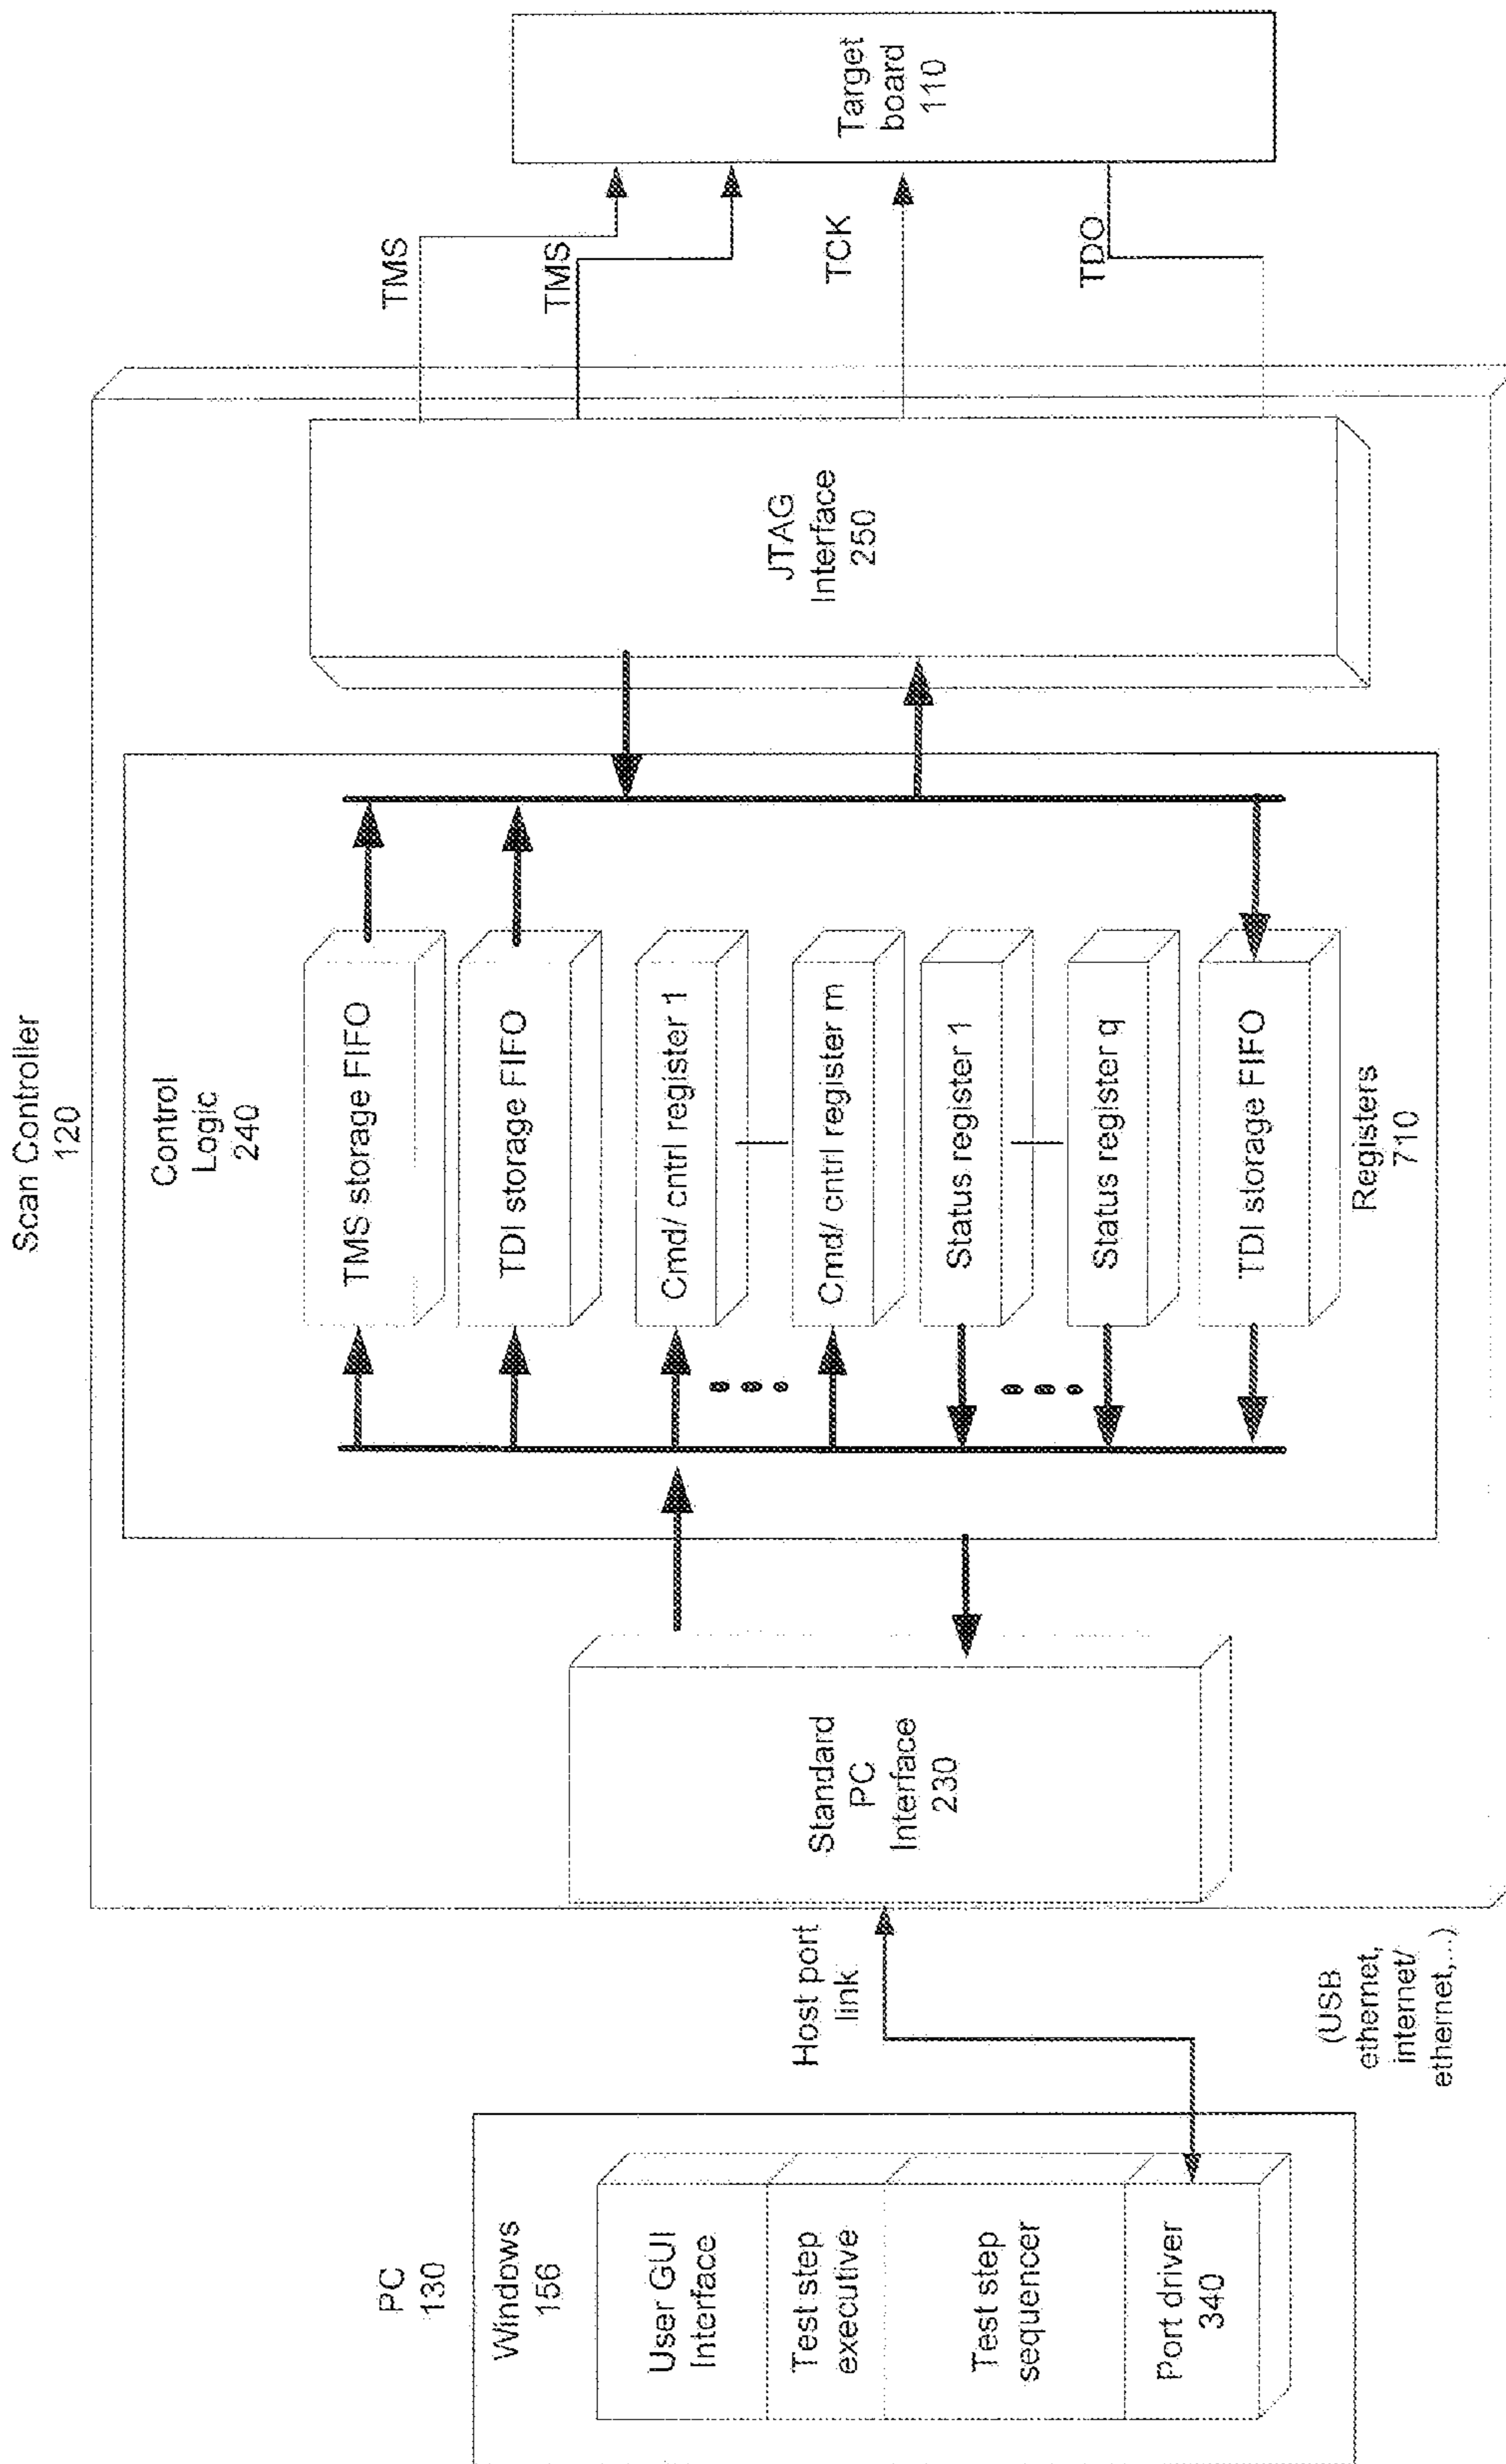 Scan Controller
120
PC
130
Windows
156
User GUI
Interface
Test step
executive
Test step
sequencer
Port driver
340
Host port
link
(USB
ethernet,
internet/
ethernet,...)
Standard
PC
Interface
230
Control
Logic
240
TMS storage FIFO
TDI storage FIFO
Cmd/ cntrl register 1
Cmd/ cntrl register m
Status register 1
Status register q
TDI storage FIFO
Registers
710
JTAG
Interface
250
TMS
TMS
TCK
TDO
Target
board
110